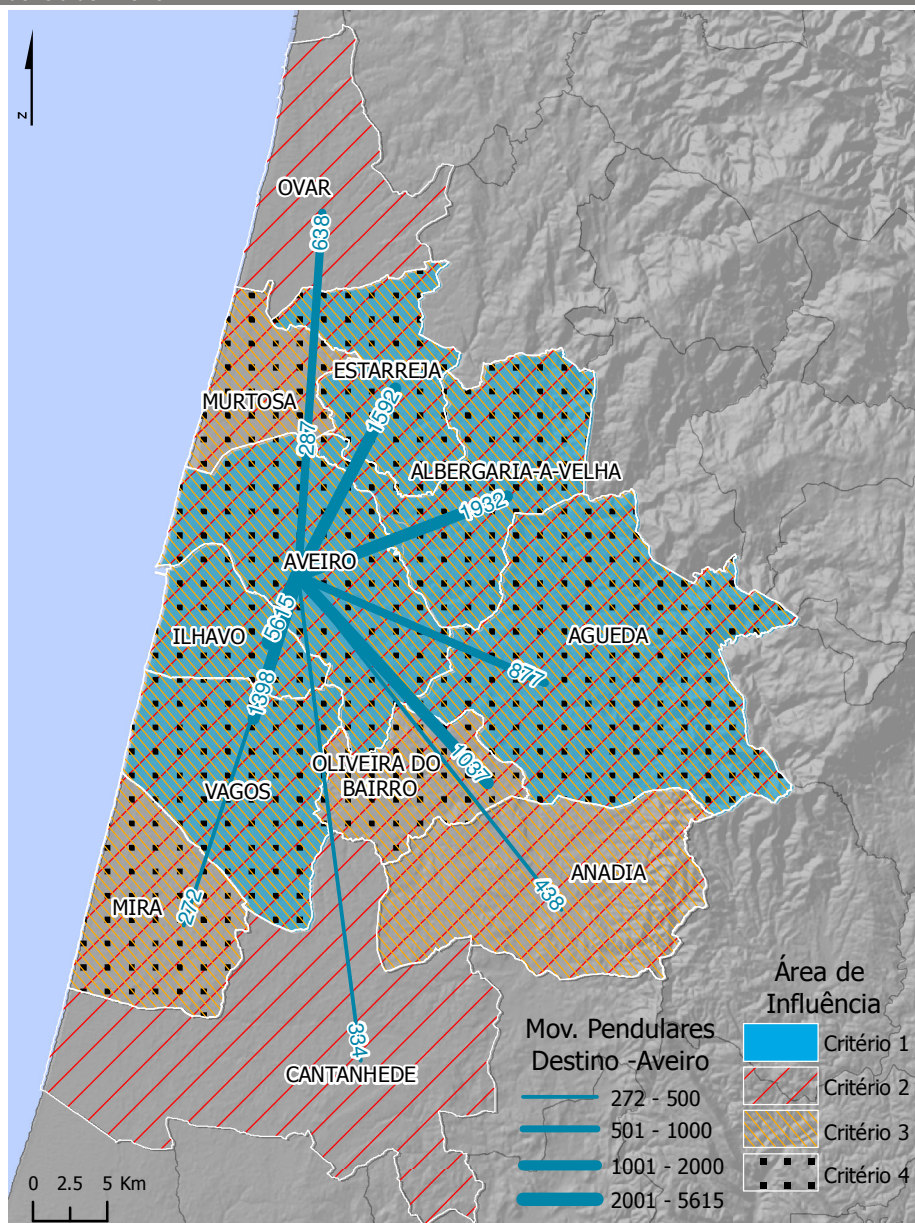 z
OVAR
638
ESTARREJA
MURTOSA
1592
287
ALBERGARIA-A-VELHA
1932
AVEIRO
5615
ILHAVO
AGUEDA
877
1398
1037
OLIVEIRA DO
BAIRRO
VAGOS
ANADIA
438
MIRA
272
334
CANTANHEDE
Mov. Pendulares
Destino -Aveiro
272 - 500
501 - 1000
1001 - 2000
2001 - 5615
Área de
Influência
Critério 1
Critério 2
Critério 3
Critério 4
0 2.5 5 Km